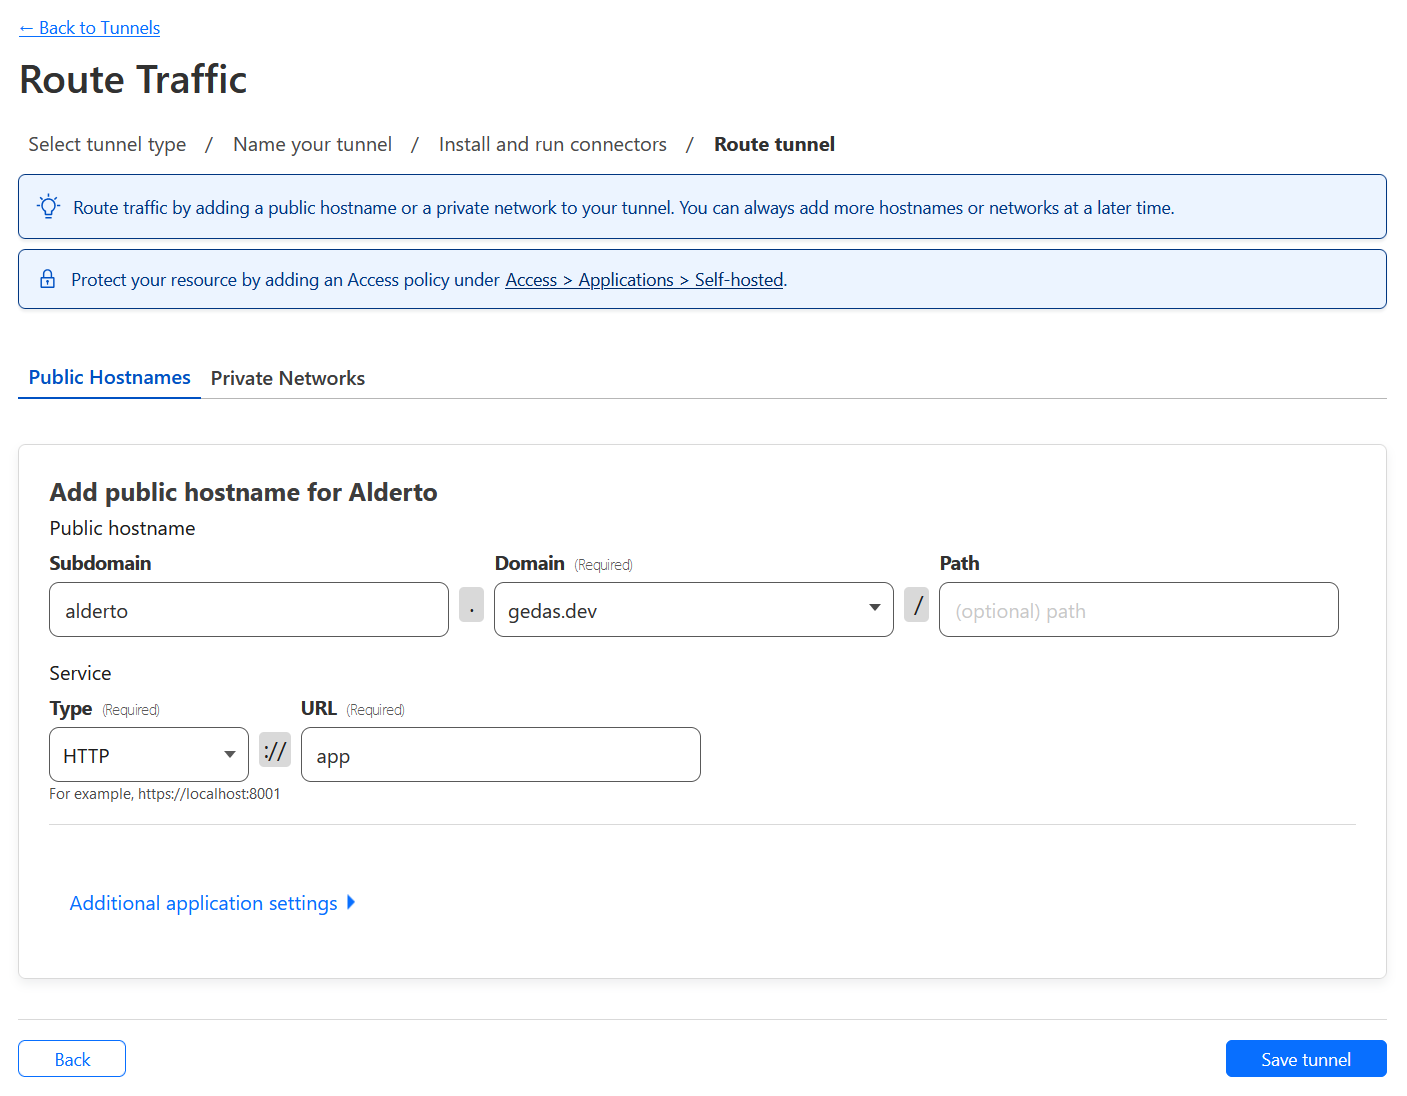 ← Back to Tunnels
Route Traffic
Select tunnel type / Name your tunnel / Install and run connectors / Route tunnel
Route traffic by adding a public hostname or a private network to your tunnel. You can always add more hostnames or networks at a later time.
Protect your resource by adding an Access policy under Access > Applications > Self-hosted.
Public Hostnames Private Networks
Add public hostname for Alderto
Public hostname
Subdomain Domain (Required) Path
alderto . gedas.dev / (optional) path
Service
Type (Required) URL (Required)
HTTP :// app
For example, https://localhost:8001
Additional application settings
Back Save tunnel